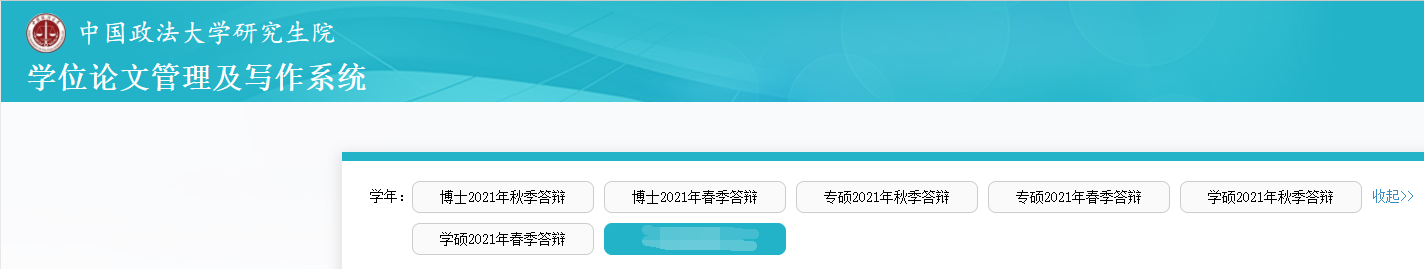 中国政法大学研究生院
学位论文管理及写作系统
学年： 博士2021年秋季答辩 博士2021年春季答辩 专硕2021年秋季答辩 专硕2021年春季答辩 学硕2021年秋季答辩 收起>>
学硕2021年春季答辩